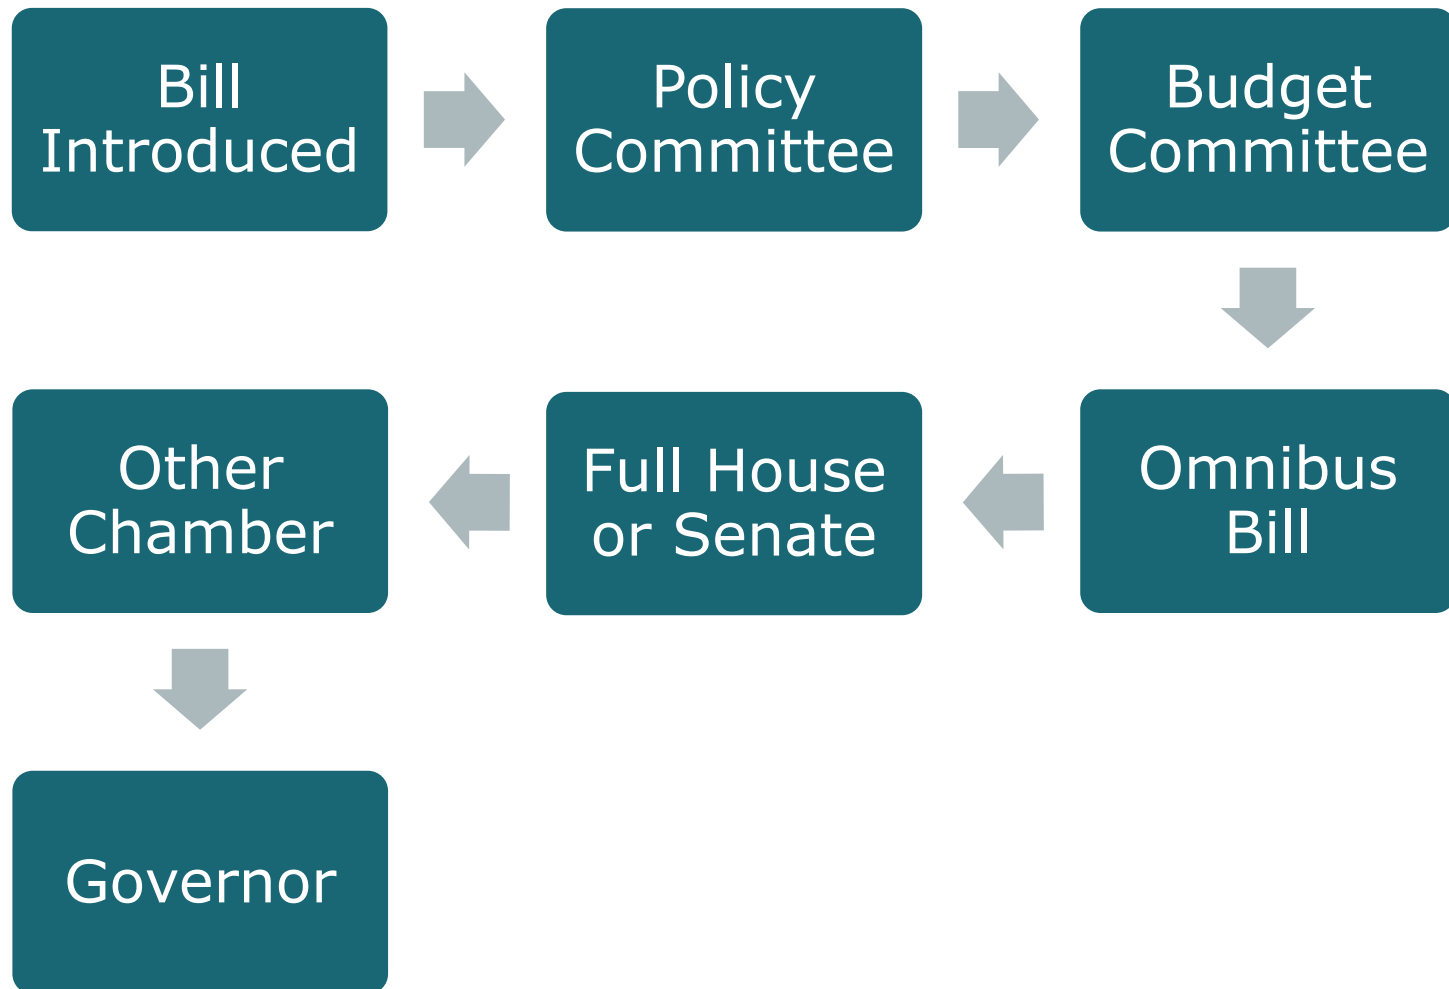 Bill
Introduced
Policy
Committee
Budget
Committee
Omnibus
Bill
Full House
or Senate
Other
Chamber
Governor